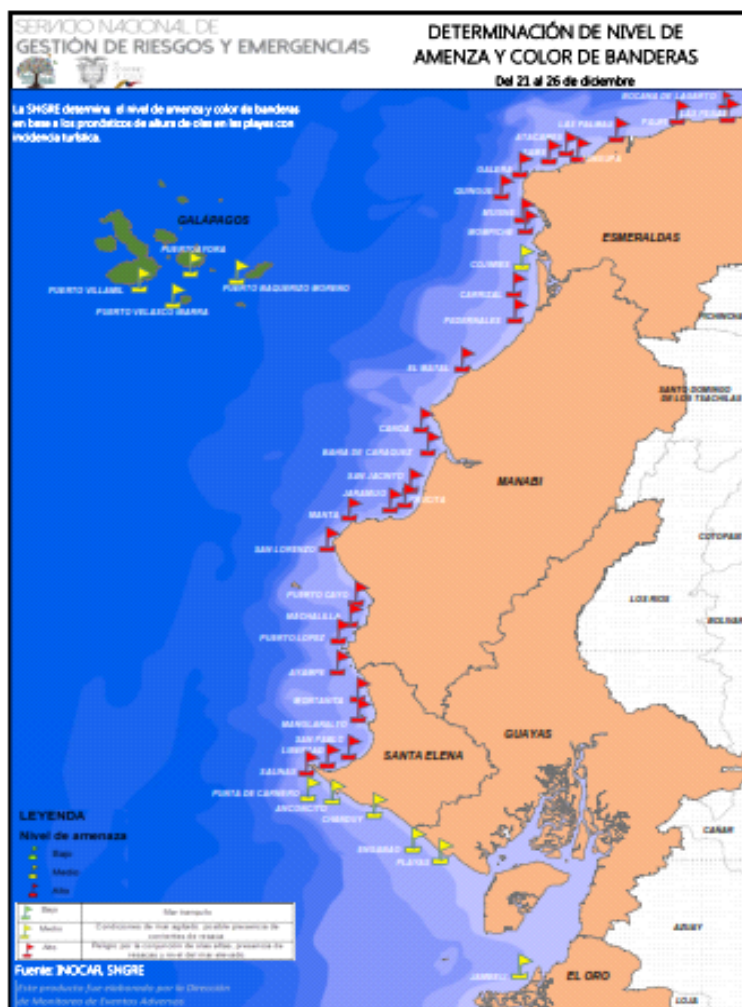 SERVICIO NACIONAL DE
GESTIÓN DE RIESGOS Y EMERGENCIAS
DETERMINACIÓN DE NIVEL DE
AMENZA Y COLOR DE BANDERAS
Del 21 al 26 de diciembre
La SNGRE determina el nivel de amenza y color de banderas
en base a los pronósticos de altura de olas en las playas con
incidencia turística.
BOCANA DE LAGARTO
LAS PEÑAS
LAS PALMAS
ATACAMES
GALERA
QUINGUE
MUISNE
MOMPICHE
ESMERALDAS
COJIMIES
CARRIZAL
PEDERNALES
GALÁPAGOS
PUERTO AYORA
PUERTO VILLAMIL
PUERTO BAQUERIZO MORENO
PUERTO VELASCO IBARRA
PICHINCHA
EL MATAL
SANTO DOMINGO
DE LOS TSACHILAS
CANOA
BAHIA DE CARAQUEZ
MANABI
SAN JACINTO
JARAMIJO
MANTA
COTOPAXI
SAN LORENZO
PUERTO CAYO
LOS RIOS
MACHALILLA
BOLIVAR
PUERTO LOPEZ
AYAMPE
MONTAÑITA
MANGLARALTO
GUAYAS
SAN PABLO
LIBERTAD
SANTA ELENA
SALINAS
PUNTA DE CARNERO
ANCONCITO
CHANDUY
CAÑAR
ENGABAO
PLAYAS
LEYENDA
Nivel de amenaza
Bajo
Medio
Alto
Bajo Mar tranquilo
Medio Condiciones de mar agitado, posible presencia de
corrientes de resaca
Alto Peligro por la conjunción de olas altas, presencia de
resacas y nivel del mar elevado
AZUAY
JAMBELI
EL ORO
LOJA
Fuente: INOCAR, SNGRE
Este producto fue elaborado por la Dirección
de Monitoreo de Eventos Adversos